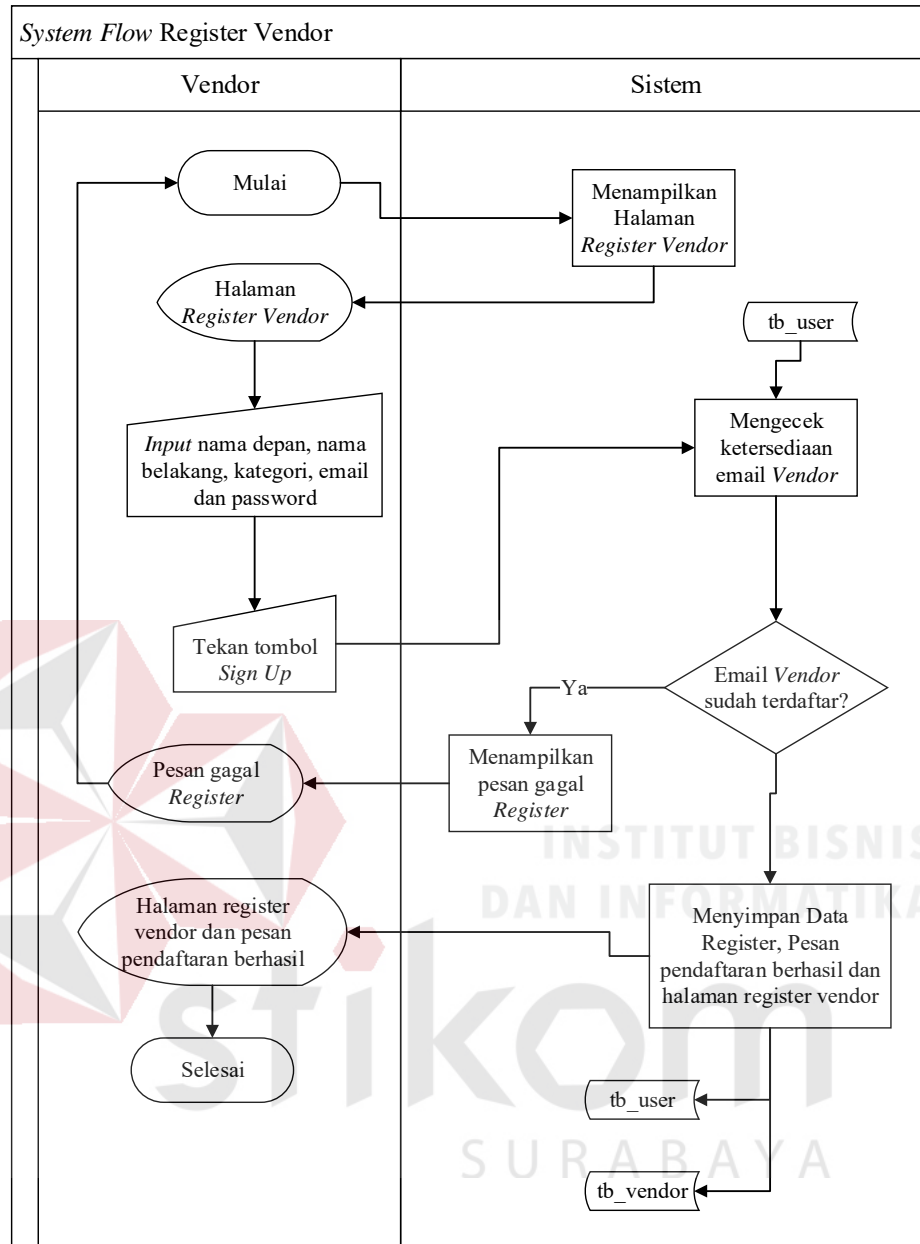 System Flow Register Vendor
Vendor
Sistem
Mulai
Menampilkan
Halaman
Register Vendor
Halaman
Register Vendor
tb_user
Input nama depan, nama
belakang, kategori, email
dan password
Mengecek
ketersediaan
email Vendor
Tekan tombol
Sign Up
Email Vendor
sudah terdaftar?
Ya
Menampilkan
pesan gagal
Register
Pesan gagal
Register
Halaman register
vendor dan pesan
pendaftaran berhasil
Menyimpan Data
Register, Pesan
pendaftaran berhasil dan
halaman register vendor
Selesai
tb_user
tb_vendor
INSTITUT BISNIS
DAN INFORMATIKA
stikom
SURABAYA